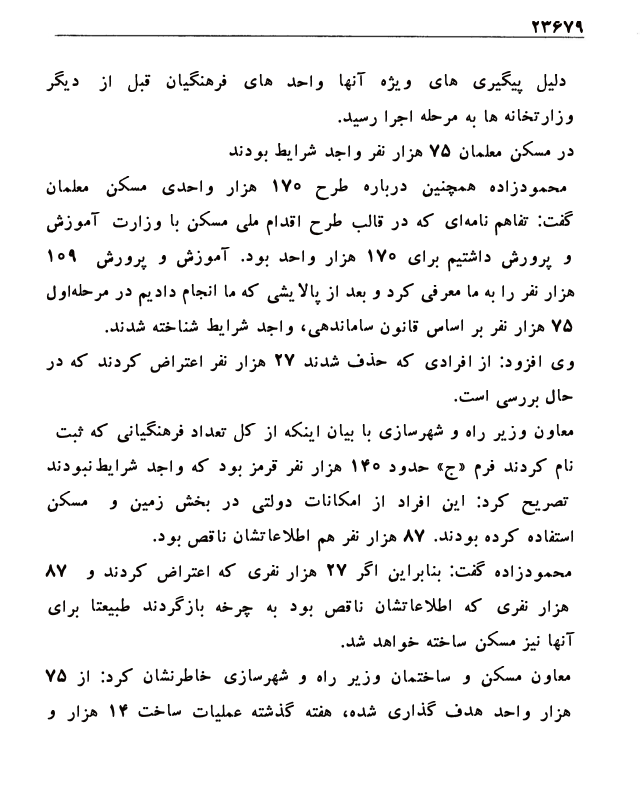 ۲۳۶۷۹
دلیل پیگیری های ویژه آنها واحد های فرهنگیان قبل از دیگر
وزارتخانه ها به مرحله اجرا رسید.
در مسکن معلمان ۷۵ هزار نفر واجد شرایط بودند
محمودزاده همچنین درباره طرح ۱۷۰ هزار واحدی مسکن معلمان
گفت: تفاهم نامه‌ای که در قالب طرح اقدام ملی مسکن با وزارت آموزش
و پرورش داشتیم برای ۱۷۰ هزار واحد بود. آموزش و پرورش ۱۰۹
هزار نفر را به ما معرفی کرد و بعد از پالایشی که ما انجام دادیم در مرحله‌اول
۷۵ هزار نفر بر اساس قانون ساماندهی، واجد شرایط شناخته شدند.
وی افزود: از افرادی که حذف شدند ۲۷ هزار نفر اعتراض کردند که در
حال بررسی است.
معاون وزیر راه و شهرسازی با بیان اینکه از کل تعداد فرهنگیانی که ثبت
نام کردند فرم «ج» حدود ۱۴۰ هزار نفر قرمز بود که واجد شرایط نبودند
تصریح کرد: این افراد از امکانات دولتی در بخش زمین و مسکن
استفاده کرده بودند. ۸۷ هزار نفر هم اطلاعاتشان ناقص بود.
محمودزاده گفت: بنابراین اگر ۲۷ هزار نفری که اعتراض کردند و ۸۷
هزار نفری که اطلاعاتشان ناقص بود به چرخه بازگردند طبیعتا برای
آنها نیز مسکن ساخته خواهد شد.
معاون مسکن و ساختمان وزیر راه و شهرسازی خاطرنشان کرد: از ۷۵
هزار واحد هدف گذاری شده، هفته گذشته عملیات ساخت ۱۴ هزار و